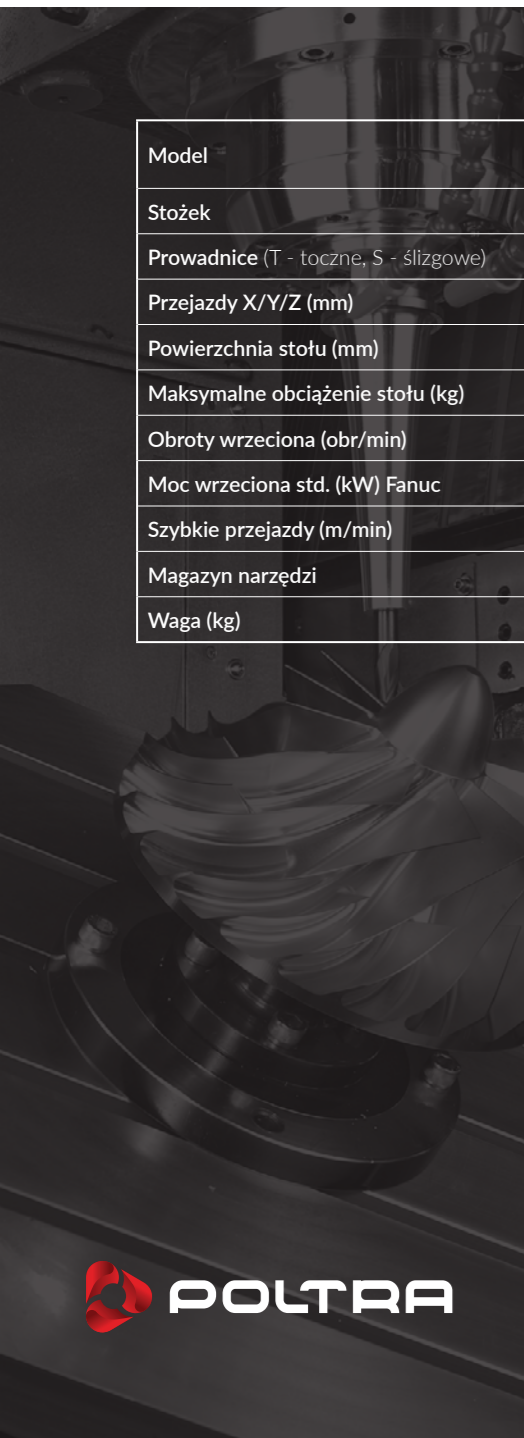 Model
Stożek
Prowadnice (T - toczne, S - ślizgowe)
Przejazdy X/Y/Z (mm)
Powierzchnia stołu (mm)
Maksymalne obciążenie stołu (kg)
Obroty wrzeciona (obr/min)
Moc wrzeciona std. (kW) Fanuc
Szybkie przejazdy (m/min)
Magazyn narzędzi
Waga (kg)
POLTRA